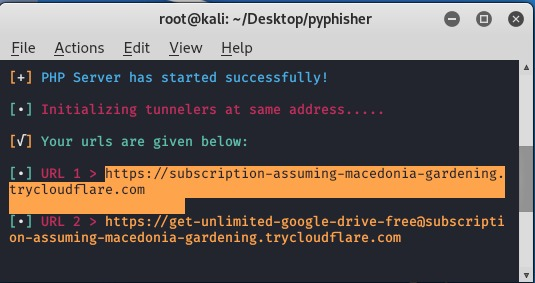 root@kali: ~/Desktop/pyphisher
File Actions Edit View Help
[+] PHP Server has started successfully!
[•] Initializing tunnelers at same address.....
[√] Your urls are given below:
[•] URL 1 > https://subscription-assuming-macedonia-gardening.
trycloudflare.com
[•] URL 2 > https://get-unlimited-google-drive-free@subscripti
on-assuming-macedonia-gardening.trycloudflare.com